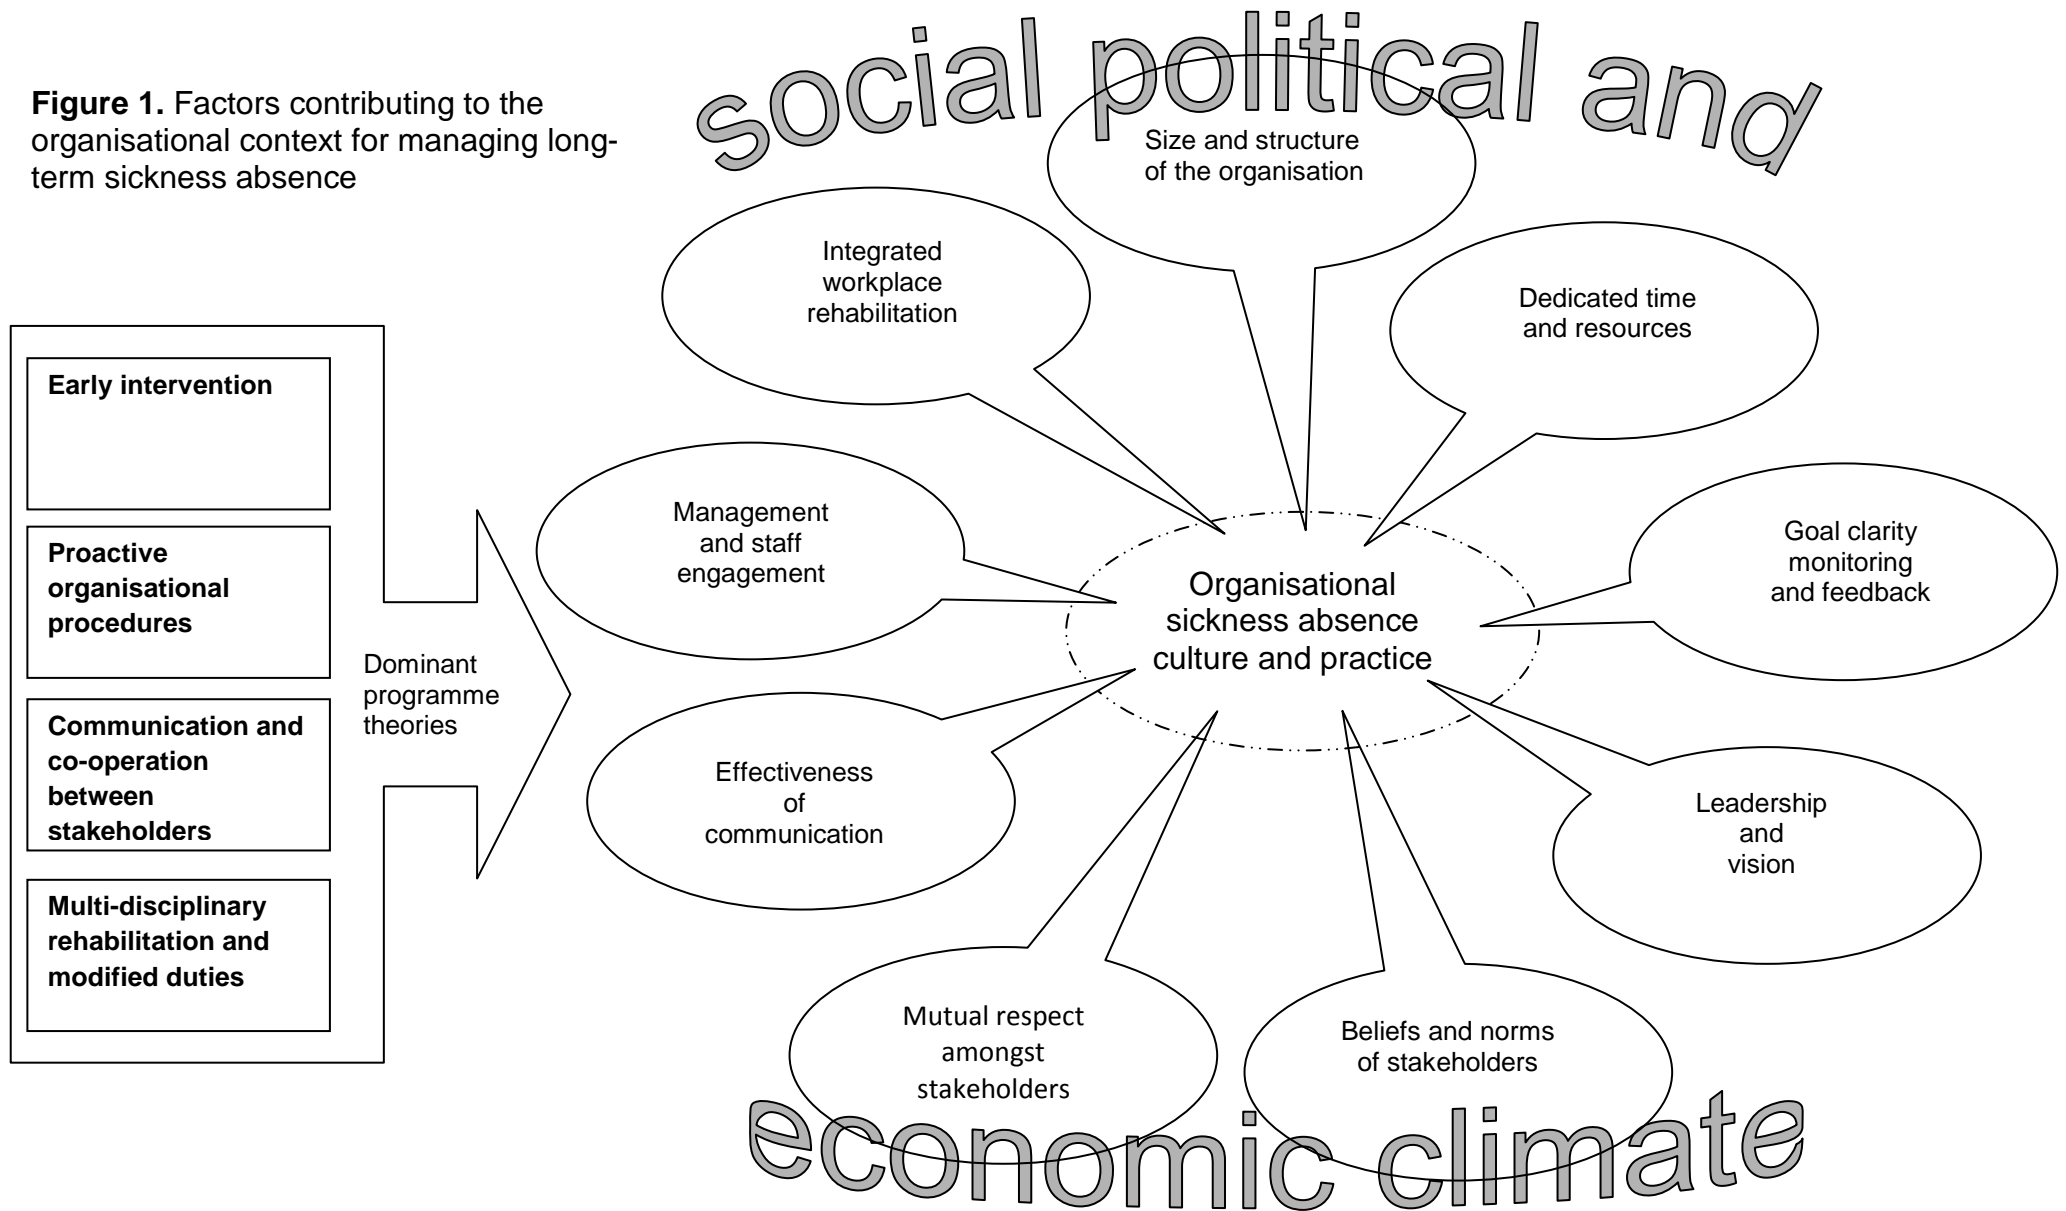 Figure 1. Factors contributing to the
organisational context for managing long-
term sickness absence
social political and
Size and structure
of the organisation
Integrated
workplace
rehabilitation
Dedicated time
and resources
Early intervention
Proactive
organisational
procedures
Communication and
co-operation
between
stakeholders
Multi-disciplinary
rehabilitation and
modified duties
Dominant
programme
theories
Management
and staff
engagement
Goal clarity
monitoring
and feedback
Organisational
sickness absence
culture and practice
Effectiveness
of
communication
Leadership
and
vision
Mutual respect
amongst
stakeholders
Beliefs and norms
of stakeholders
economic climate